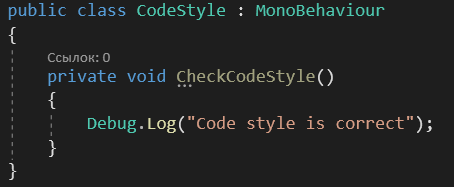 public class CodeStyle : MonoBehaviour
{
Ссылок: 0
private void CheckCodeStyle()
{
Debug.Log("Code style is correct");
}
}